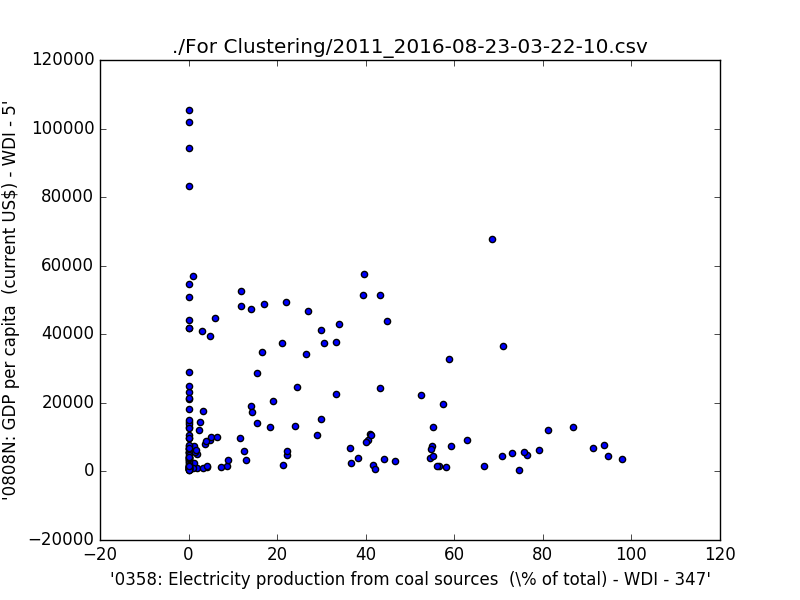 ./For Clustering/2011_2016-08-23-03-22-10.csv
120000
100000
80000
60000
40000
20000
0
−20000
'0808N: GDP per capita  (current US$) - WDI - 5'
−20 0 20 40 60 80 100 120
'0358: Electricity production from coal sources  (\% of total) - WDI - 347'